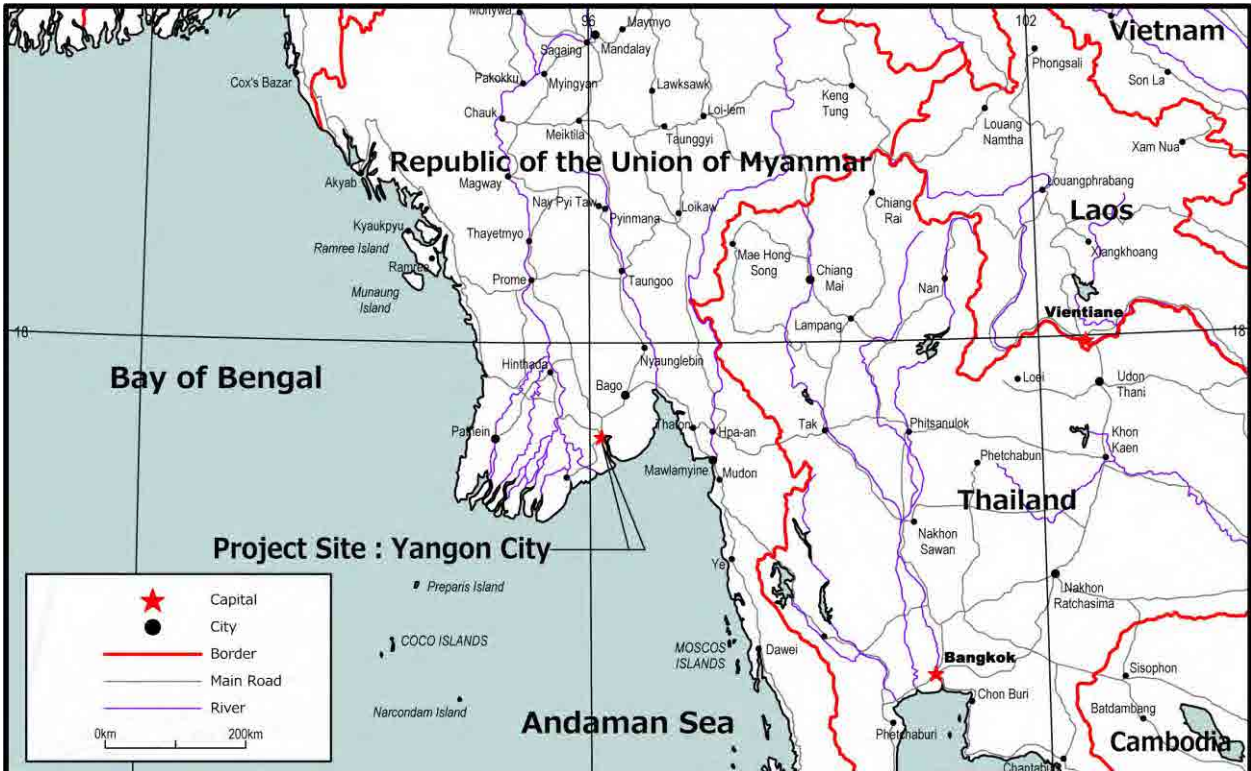 Monywa
96
Maymyo
102
Vietnam
Sagaing
Mandalay
Phongsali
Son La
Cox's Bazar
Pakokku
Myingyan
Lawksawk
Keng
Tung
Chauk
Loi-lem
Louang
Namtha
Meiktila
Taunggyi
Xam Nua
Republic of the Union of Myanmar
Akyab
Magway
Louangphrabang
Nay Pyi Taw
Pyinmana
Loikaw
Chiang
Rai
Laos
Kyaukpyu
Thayetmyo
Ramree Island
Mae Hong
Song
Xiangkhoang
Ramree
Prome
Taungoo
Chiang
Mai
Nan
Munaung
Island
Vientiane
Lampang
18
18
Nyaunglebin
Hinthada
Bay of Bengal
Bago
Loei
Udon
Thani
Pathein
Thaton
Hpa-an
Tak
Phitsanulok
Khon
Kaen
Phetchabun
Mawlamyine
Mudon
Thailand
Project Site : Yangon City
Nakhon
Sawan
Ye
Preparis Island
Nakhon
Ratchasima
Capital
City
COCO ISLANDS
MOSCOS
ISLANDS
Dawei
Border
Bangkok
Sisophon
Main Road
River
Narcondam Island
Chon Buri
Batdambang
0km
200km
Andaman Sea
Phetchaburi
Cambodia